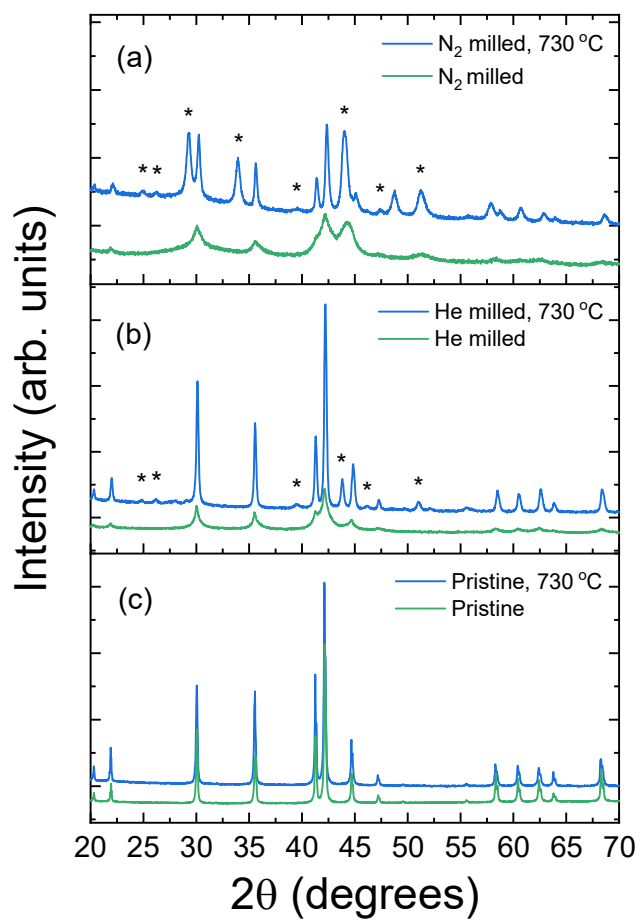 (a)
N₂ milled, 730 °C
N₂ milled
* * * * * * * *
(b)
He milled, 730 °C
He milled
* * * * * *
(c)
Pristine, 730 °C
Pristine
Intensity (arb. units)
20 25 30 35 40 45 50 55 60 65 70
2θ (degrees)